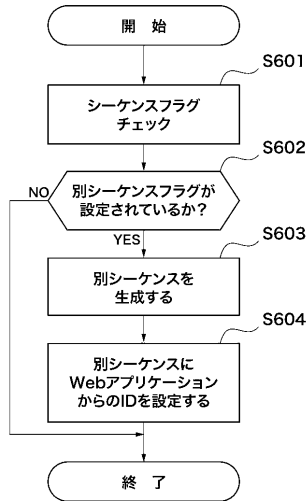 開 始
S601
シーケンスフラグ
チェック
S602
別シーケンスフラグが
設定されているか？
NO
YES
S603
別シーケンスを
生成する
S604
別シーケンスに
Webアプリケーション
からのIDを設定する
終 了